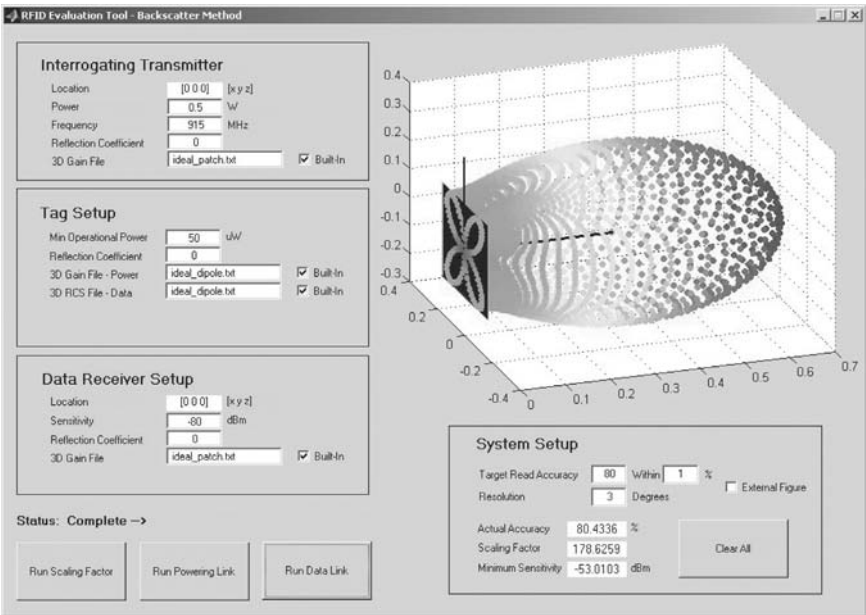 RFID Evaluation Tool - Backscatter Method
Interrogating Transmitter
Location [0 0 0] [x y z]
Power 0.5 W
Frequency 915 MHz
Reflection Coefficient 0
3D Gain File ideal_patch.txt Built-In
Tag Setup
Min Operational Power 50 uW
Reflection Coefficient 0
3D Gain File - Power ideal_dipole.txt Built-In
3D RCS File - Data ideal_dipole.txt Built-In
Data Receiver Setup
Location [0 0 0] [x y z]
Sensitivity -80 dBm
Reflection Coefficient 0
3D Gain File ideal_patch.txt Built-In
Status: Complete -->
Run Scaling Factor
Run Powering Link
Run Data Link
0.4
0.3
0.2
0.1
0
-0.1
-0.2
-0.3
0.4
0.2
0
-0.2
-0.4
0
0.1
0.2
0.3
0.4
0.5
0.6
0.7
System Setup
Target Read Accuracy 80 Within 1 %
Resolution 3 Degrees
External Figure
Actual Accuracy 80.4336 %
Scaling Factor 178.6259
Minimum Sensitivity -53.0103 dBm
Clear All